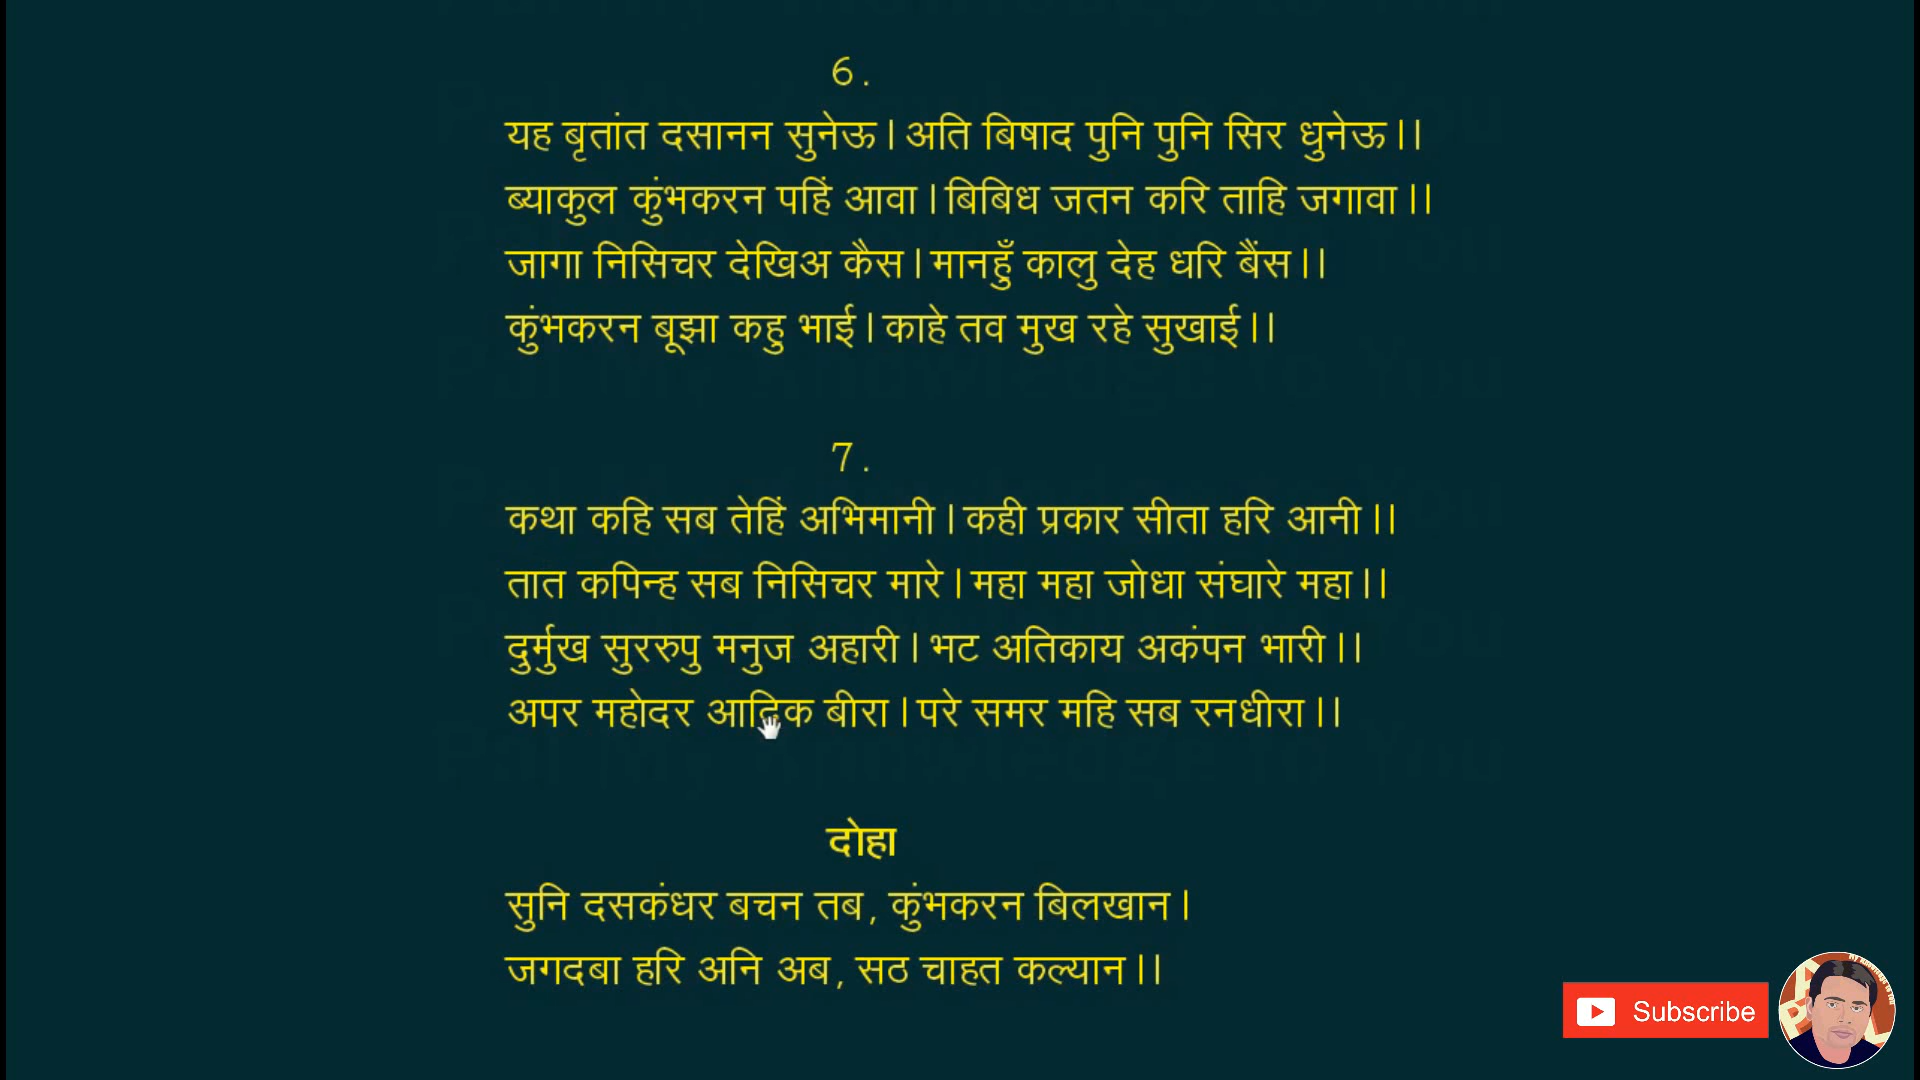 6.
यह बृतांत दसानन सुनेऊ। अति बिषाद पुनि पुनि सिर धुनेऊ।।
ब्याकुल कुंभकरन पहिं आवा। बिबिध जतन करि ताहि जगावा।।
जागा निसिचर देखिअ कैस। मानहुँ कालु देह धरि बैंस।।
कुंभकरन बूझा कहु भाई। काहे तव मुख रहे सुखाई।।
7.
कथा कहि सब तेहिं अभिमानी। कही प्रकार सीता हरि आनी।।
तात कपिन्ह सब निसिचर मारे। महा महा जोधा संघारे महा।।
दुर्मुख सुररुपु मनुज अहारी। भट अतिकाय अकंपन भारी।।
अपर महोदर आदिक बीरा। परे समर महि सब रनधीरा।।
दोहा
सुनि दसकंधर बचन तब, कुंभकरन बिलखान।
जगदबा हरि अनि अब, सठ चाहत कल्यान।।
Subscribe